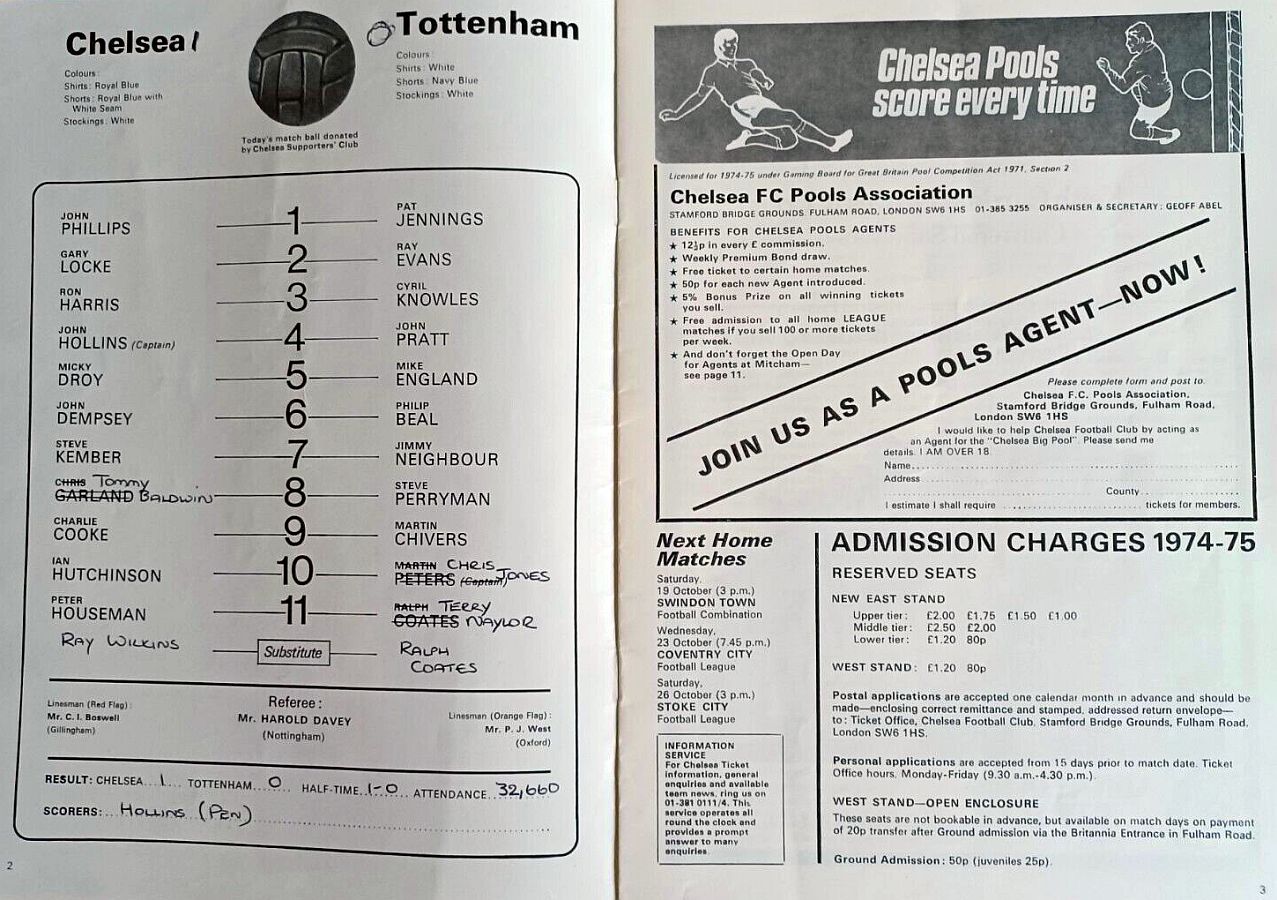 Chelsea 1
Colours:
Shirts: Royal Blue
Shorts: Royal Blue with
White Seam
Stockings: White
Today's match ball donated
by Chelsea Supporters' Club
0 Tottenham
Colours:
Shirts: White
Shorts: Navy Blue
Stockings: White
JOHN PHILLIPS 1 PAT JENNINGS
GARY LOCKE 2 RAY EVANS
RON HARRIS 3 CYRIL KNOWLES
JOHN HOLLINS (Captain) 4 JOHN PRATT
MICKY DROY 5 MIKE ENGLAND
JOHN DEMPSEY 6 PHILIP BEAL
STEVE KEMBER 7 JIMMY NEIGHBOUR
CHRIS Tommy
GARLAND BALDWIN 8 STEVE PERRYMAN
CHARLIE COOKE 9 MARTIN CHIVERS
IAN HUTCHINSON 10 MARTIN CHRIS
PETERS (Captain) JONES
PETER HOUSEMAN 11 RALPH TERRY
COATES NAYLOR
RAY WILKINS Substitute RALPH
COATES
Linesman (Red Flag):
Mr. C. I. Boswell
(Gillingham)
Referee:
Mr. HAROLD DAVEY
(Nottingham)
Linesman (Orange Flag):
Mr. P. J. West
(Oxford)
RESULT: CHELSEA...1... TOTTENHAM...0... HALF-TIME 1-0... ATTENDANCE 32,660
SCORERS:...HOLLINS (PEN)
2
Chelsea Pools
score every time
Licensed for 1974-75 under Gaming Board for Great Britain Pool Competition Act 1971, Section 2
Chelsea FC Pools Association
STAMFORD BRIDGE GROUNDS, FULHAM ROAD, LONDON SW6 1HS 01-385 3255 ORGANISER & SECRETARY: GEOFF ABEL
BENEFITS FOR CHELSEA POOLS AGENTS
★ 12½p in every £ commission.
★ Weekly Premium Bond draw.
★ Free ticket to certain home matches.
★ 50p for each new Agent introduced.
★ 5% Bonus Prize on all winning tickets
you sell.
★ Free admission to all home LEAGUE
matches if you sell 100 or more tickets
per week.
★ And don't forget the Open Day
for Agents at Mitcham—
see page 11.
JOIN US AS A POOLS AGENT—NOW!
Please complete form and post to:
Chelsea F.C. Pools Association,
Stamford Bridge Grounds, Fulham Road,
London SW6 1HS
I would like to help Chelsea Football Club by acting as
an Agent for the "Chelsea Big Pool". Please send me
details. I AM OVER 18.
Name
Address
County
I estimate I shall require ........ tickets for members.
Next Home
Matches
Saturday,
19 October (3 p.m.)
SWINDON TOWN
Football Combination
Wednesday,
23 October (7.45 p.m.)
COVENTRY CITY
Football League
Saturday,
26 October (3 p.m.)
STOKE CITY
Football League
INFORMATION
SERVICE
For Chelsea Ticket
information, general
enquiries and available
team news, ring us on
01-381 0111/4. This
service operates all
round the clock and
provides a prompt
answer to many
enquiries.
ADMISSION CHARGES 1974-75
RESERVED SEATS
NEW EAST STAND
Upper tier: £2.00 £1.75 £1.50 £1.00
Middle tier: £2.50 £2.00
Lower tier: £1.20 80p
WEST STAND: £1.20 80p
Postal applications are accepted one calendar month in advance and should be
made—enclosing correct remittance and stamped, addressed return envelope—
to: Ticket Office, Chelsea Football Club, Stamford Bridge Grounds, Fulham Road,
London SW6 1HS.
Personal applications are accepted from 15 days prior to match date. Ticket
Office hours, Monday-Friday (9.30 a.m.-4.30 p.m.).
WEST STAND—OPEN ENCLOSURE
These seats are not bookable in advance, but available on match days on payment
of 20p transfer after Ground admission via the Britannia Entrance in Fulham Road.
Ground Admission: 50p (juveniles 25p).
3